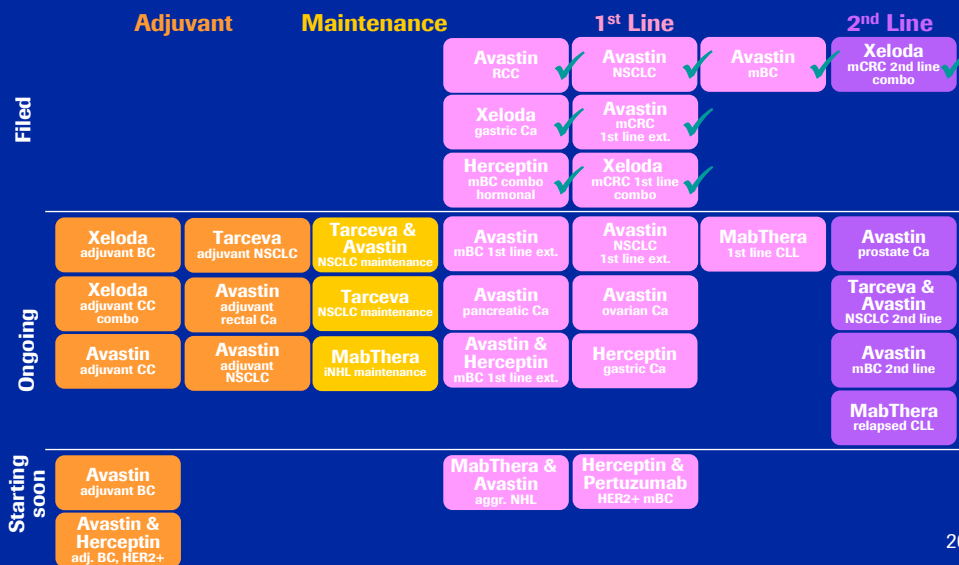 Adjuvant Maintenance 1st Line 2nd Line
Filed
Avastin
RCC
Avastin
NSCLC
Avastin
mBC
Xeloda
mCRC 2nd line
combo
Xeloda
gastric Ca
Avastin
mCRC
1st line ext.
Herceptin
mBC combo
hormonal
Xeloda
mCRC 1st line
combo
Ongoing
Xeloda
adjuvant BC
Tarceva
adjuvant NSCLC
Tarceva &
Avastin
NSCLC maintenance
Avastin
mBC 1st line ext.
Avastin
NSCLC
1st line ext.
MabThera
1st line CLL
Avastin
prostate Ca
Xeloda
adjuvant CC
combo
Avastin
adjuvant
rectal Ca
Tarceva
NSCLC maintenance
Avastin
pancreatic Ca
Avastin
ovarian Ca
Tarceva &
Avastin
NSCLC 2nd line
Avastin
adjuvant CC
Avastin
adjuvant
NSCLC
MabThera
iNHL maintenance
Avastin &
Herceptin
mBC 1st line ext.
Herceptin
gastric Ca
Avastin
mBC 2nd line
MabThera
relapsed CLL
Starting
soon
Avastin
adjuvant BC
MabThera &
Avastin
aggr. NHL
Herceptin &
Pertuzumab
HER2+ mBC
Avastin &
Herceptin
adj. BC, HER2+